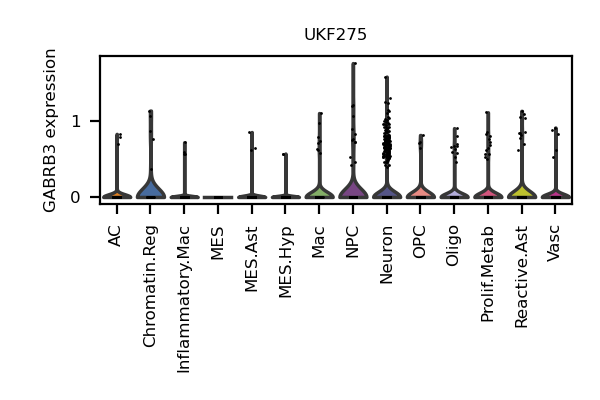 UKF275
GABRB3 expression
1
0
AC
Chromatin.Reg
Inflammatory.Mac
MES
MES.Ast
MES.Hyp
Mac
NPC
Neuron
OPC
Oligo
Prolif.Metab
Reactive.Ast
Vasc